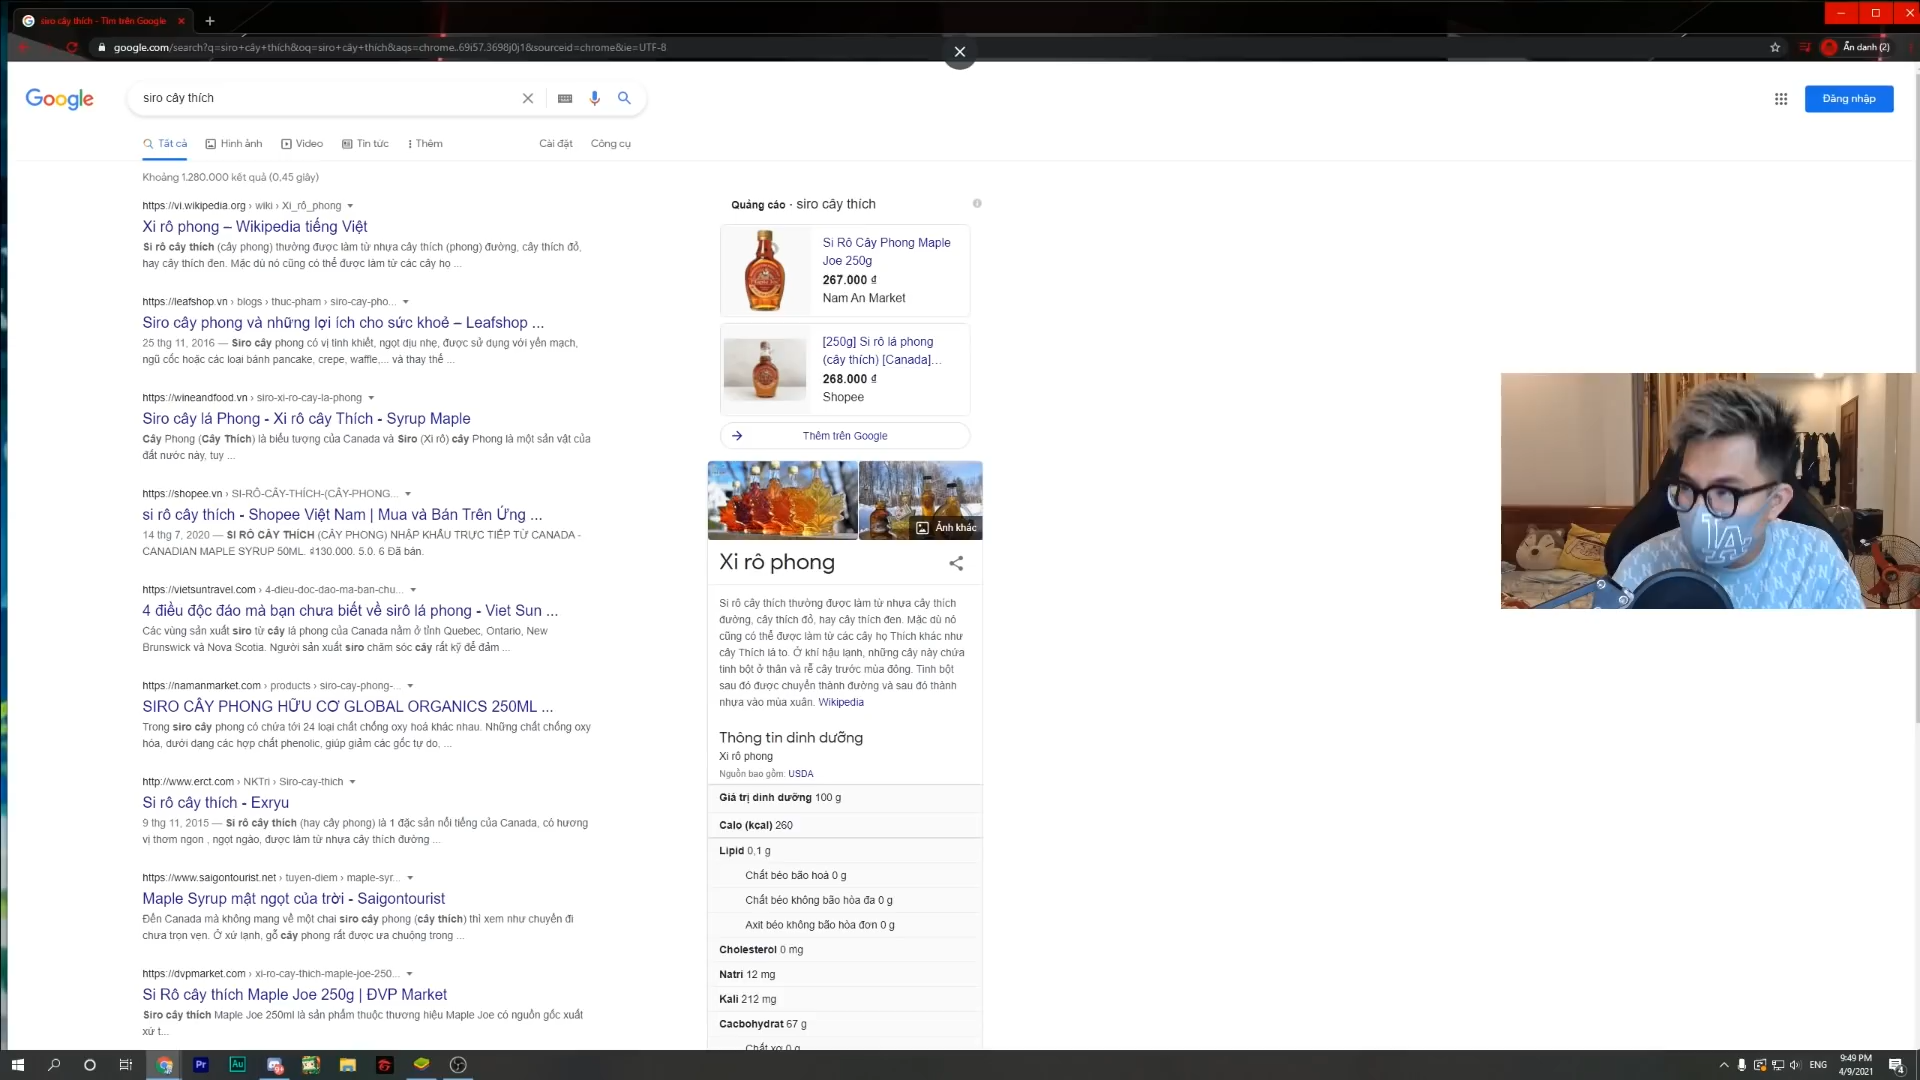 siro cây thích - Tìm trên Google
google.com/search?q=siro+cây+thích&oq=siro+cây+thích&aqs=chrome..69i57.3698j0j1&sourceid=chrome&ie=UTF-8
Ẩn danh (2)
Google
siro cây thích
Đăng nhập
Tất cả Hình ảnh Video Tin tức Thêm Cài đặt Công cụ
Khoảng 1.280.000 kết quả (0,45 giây)
https://vi.wikipedia.org › wiki › Xi_rô_phong
Xi rô phong – Wikipedia tiếng Việt
Si rô cây thích (cây phong) thường được làm từ nhựa cây thích (phong) đường, cây thích đỏ,
hay cây thích đen. Mặc dù nó cũng có thể được làm từ các cây họ ...
https://leafshop.vn › blogs › thuc-pham › siro-cay-pho...
Siro cây phong và những lợi ích cho sức khoẻ – Leafshop ...
25 thg 11, 2016 — Siro cây phong có vị tinh khiết, ngọt dịu nhẹ, được sử dụng với yến mạch,
ngũ cốc hoặc các loại bánh pancake, crepe, waffle,... và thay thế ...
https://wineandfood.vn › siro-xi-ro-cay-la-phong
Siro cây lá Phong - Xi rô cây Thích - Syrup Maple
Cây Phong (Cây Thích) là biểu tượng của Canada và Siro (Xi rô) cây Phong là một sản vật của
đất nước này, tuy ...
https://shopee.vn › SI-RÔ-CÂY-THÍCH-(CÂY-PHONG...
si rô cây thích - Shopee Việt Nam | Mua và Bán Trên Ứng ...
14 thg 7, 2020 — SI RÔ CÂY THÍCH (CÂY PHONG) NHẬP KHẨU TRỰC TIẾP TỪ CANADA -
CANADIAN MAPLE SYRUP 50ML. ₫130.000. 5.0. 6 Đã bán.
https://vietsuntravel.com › 4-dieu-doc-dao-ma-ban-chu...
4 điều độc đáo mà bạn chưa biết về sirô lá phong - Viet Sun ...
Các vùng sản xuất siro từ cây lá phong của Canada nằm ở tỉnh Quebec, Ontario, New
Brunswick và Nova Scotia. Người sản xuất siro chăm sóc cây rất kỹ để đảm ...
https://namanmarket.com › products › siro-cay-phong-...
SIRO CÂY PHONG HỮU CƠ GLOBAL ORGANICS 250ML ...
Trong siro cây phong có chứa tới 24 loại chất chống oxy hoá khác nhau. Những chất chống oxy
hóa, dưới dạng các hợp chất phenolic, giúp giảm các gốc tự do, ...
http://www.erct.com › NKTri › Siro-cay-thich
Si rô cây thích - Exryu
9 thg 11, 2015 — Si rô cây thích (hay cây phong) là 1 đặc sản nổi tiếng của Canada, có hương
vị thơm ngon , ngọt ngào, được làm từ nhựa cây thích đường ...
https://www.saigontourist.net › tuyen-diem › maple-syr...
Maple Syrup mật ngọt của trời - Saigontourist
Đến Canada mà không mang về một chai siro cây phong (cây thích) thì xem như chuyến đi
chưa trọn vẹn. Ở xứ lạnh, gỗ cây phong rất được ưa chuộng trong ...
https://dvpmarket.com › xi-ro-cay-thich-maple-joe-250...
Si Rô cây thích Maple Joe 250g | ĐVP Market
Siro cây thích Maple Joe 250ml là sản phẩm thuộc thương hiệu Maple Joe có nguồn gốc xuất
xứ t...
Quảng cáo · siro cây thích
Si Rô Cây Phong Maple
Joe 250g
267.000 ₫
Nam An Market
[250g] Si rô lá phong
(cây thích) [Canada]...
268.000 ₫
Shopee
Thêm trên Google
Ảnh khác
Xi rô phong
Si rô cây thích thường được làm từ nhựa cây thích
đường, cây thích đỏ, hay cây thích đen. Mặc dù nó
cũng có thể được làm từ các cây họ Thích khác như
cây Thích lá to. Ở khí hậu lạnh, những cây này chứa
tinh bột ở thân và rễ cây trước mùa đông. Tinh bột
sau đó được chuyển thành đường và sau đó thành
nhựa vào mùa xuân. Wikipedia
Thông tin dinh dưỡng
Xi rô phong
Nguồn bao gồm: USDA
Giá trị dinh dưỡng 100 g
Calo (kcal) 260
Lipid 0,1 g
Chất béo bão hoà 0 g
Chất béo không bão hòa đa 0 g
Axit béo không bão hòa đơn 0 g
Cholesterol 0 mg
Natri 12 mg
Kali 212 mg
Cacbohydrat 67 g
Chất xơ 0 g
LA
Pr
Au
ENG
9:49 PM
4/9/2021
4